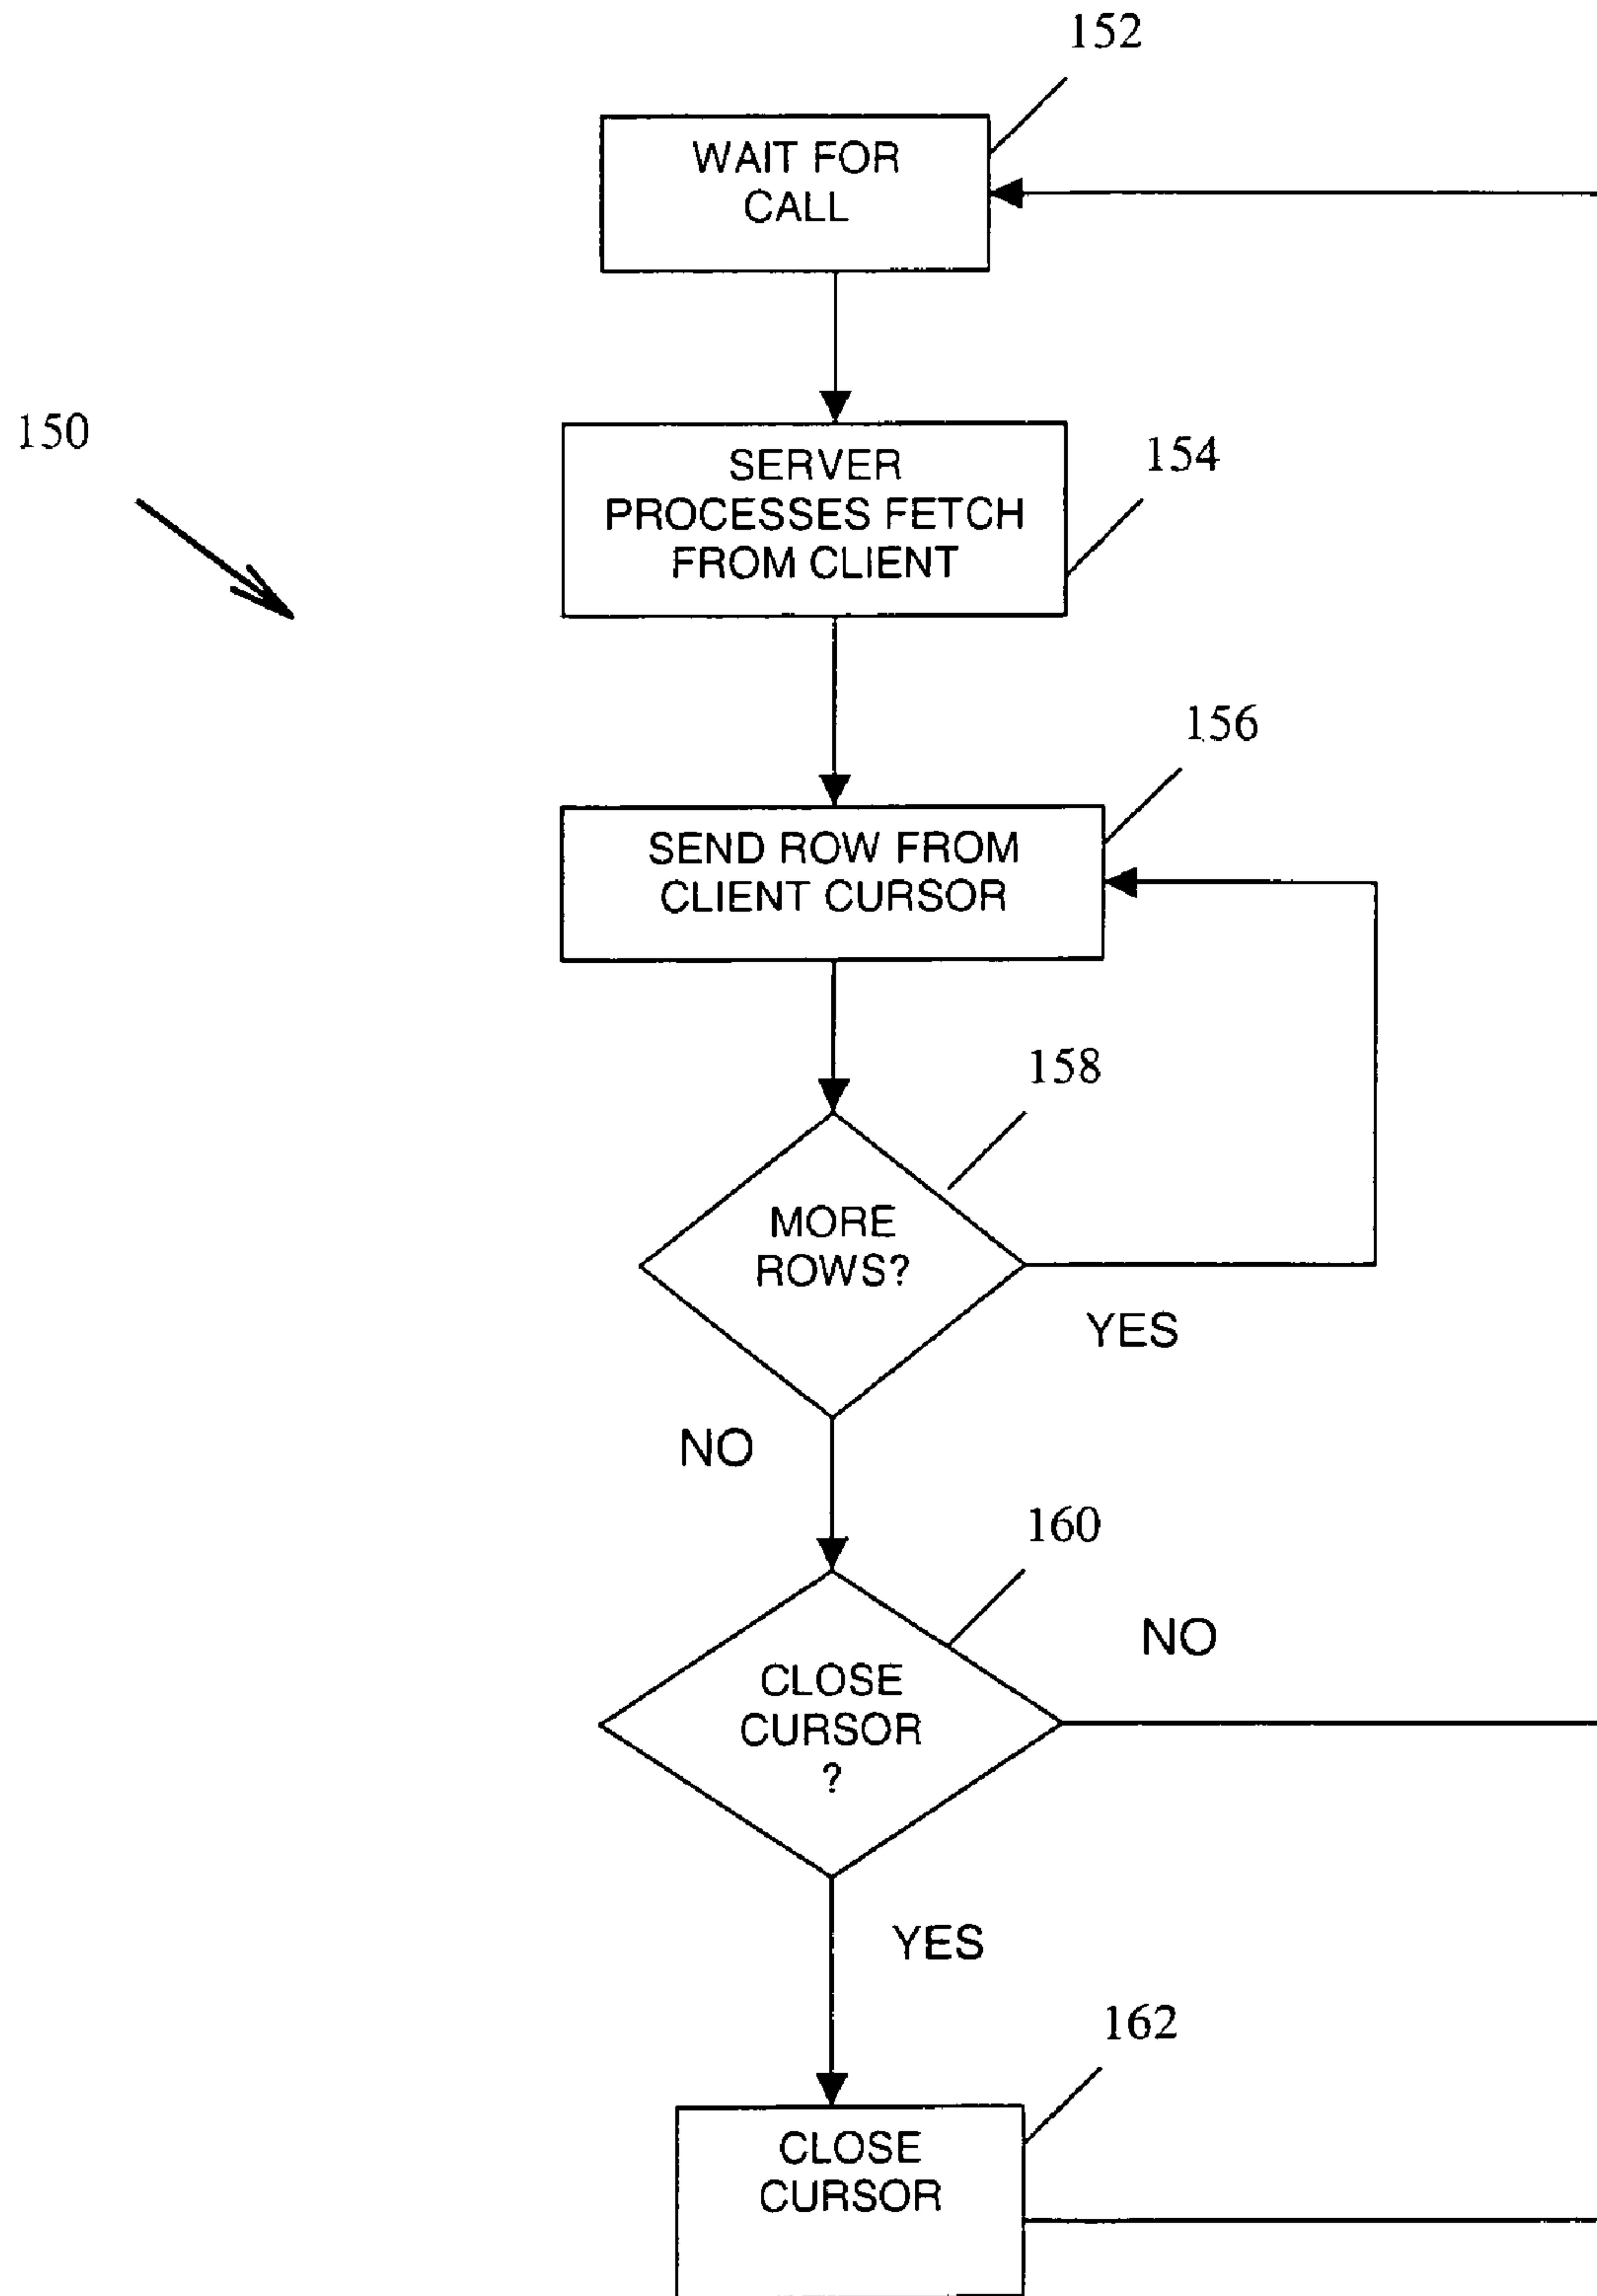 152
WAIT FOR
CALL
150
SERVER
PROCESSES FETCH
FROM CLIENT
154
156
SEND ROW FROM
CLIENT CURSOR
158
MORE
ROWS?
YES
NO
160
NO
CLOSE
CURSOR
?
YES
162
CLOSE
CURSOR